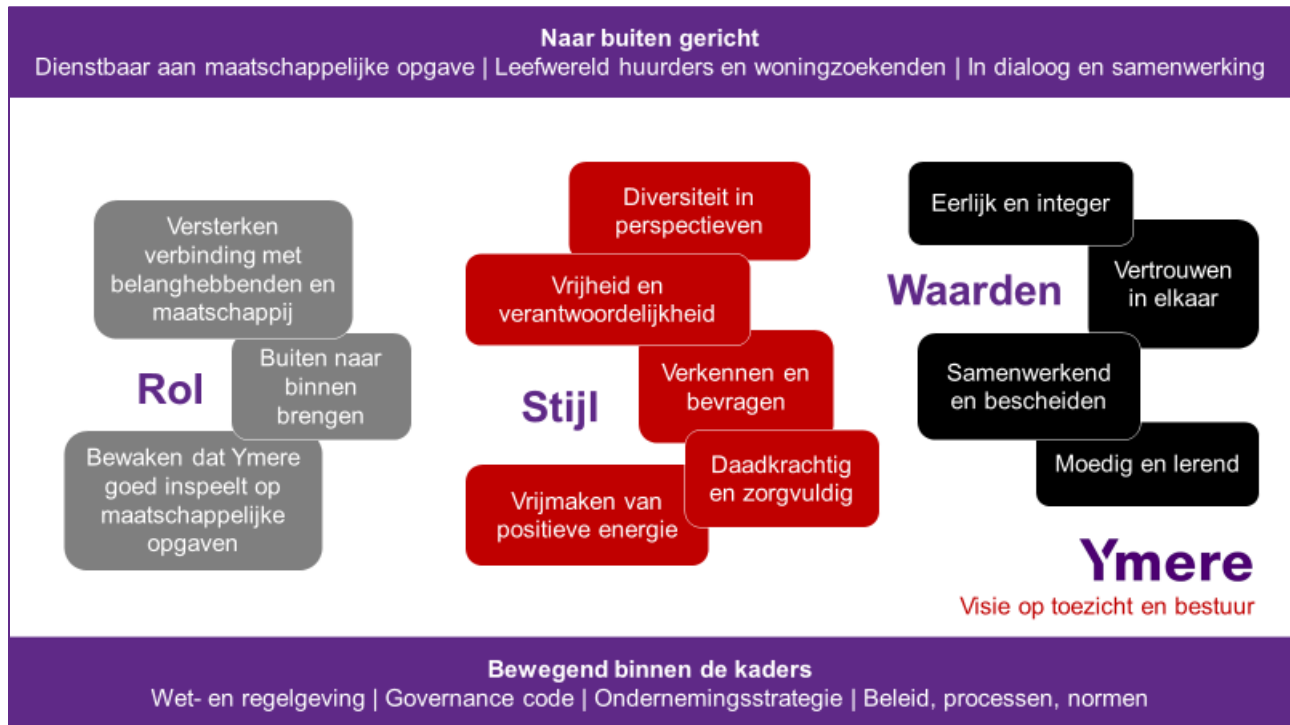 Naar buiten gericht
Dienstbaar aan maatschappelijke opgave | Leefwereld huurders en woningzoekenden | In dialoog en samenwerking
Versterken
verbinding met
belanghebbenden en
maatschappij
Rol
Buiten naar
binnen
brengen
Bewaken dat Ymere
goed inspeelt op
maatschappelijke
opgaven
Diversiteit in
perspectieven
Vrijheid en
verantwoordelijkheid
Stijl
Verkennen en
bevragen
Daadkrachtig
en zorgvuldig
Vrijmaken van
positieve energie
Eerlijk en integer
Waarden
Vertrouwen
in elkaar
Samenwerkend
en bescheiden
Moedig en lerend
Ymere
Visie op toezicht en bestuur
Bewegend binnen de kaders
Wet- en regelgeving | Governance code | Ondernemingsstrategie | Beleid, processen, normen